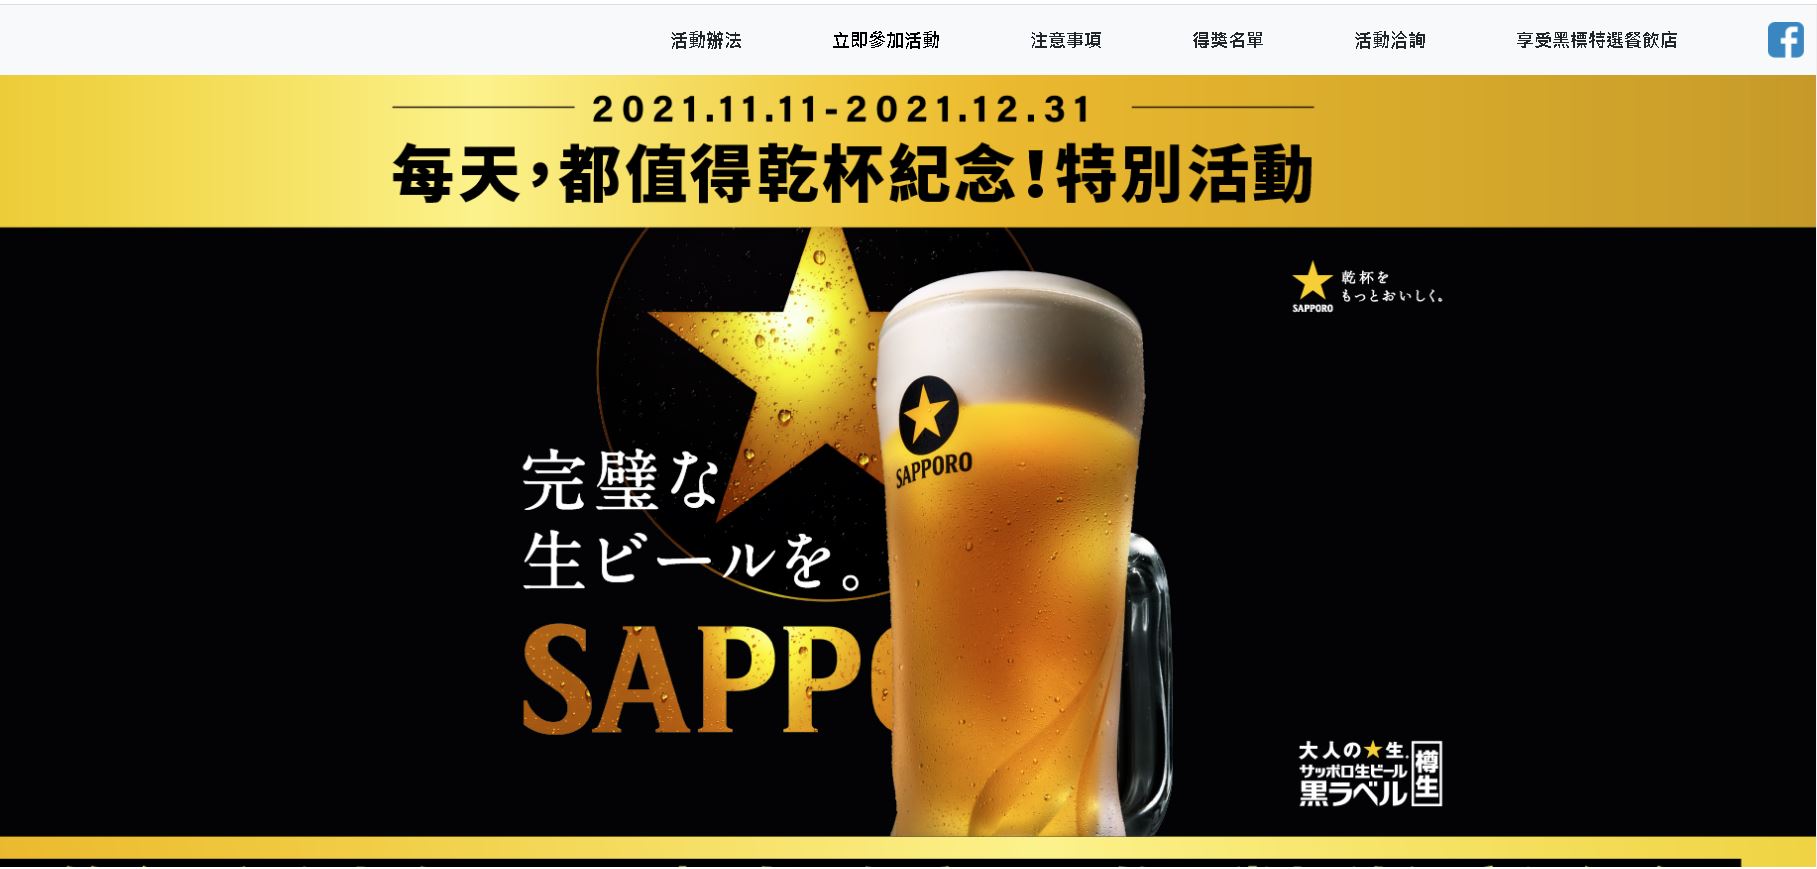 活動辦法 立即參加活動 注意事項 得獎名單 活動洽詢 享受黑標特選餐飲店
2021.11.11-2021.12.31
每天，都值得乾杯紀念！特別活動
乾杯を
もっとおいしく。
SAPPORO
SAPPORO
完璧な
生ビールを。
SAPPO
大人の★生.
サッポロ生ビール
黒ラベル
樽生